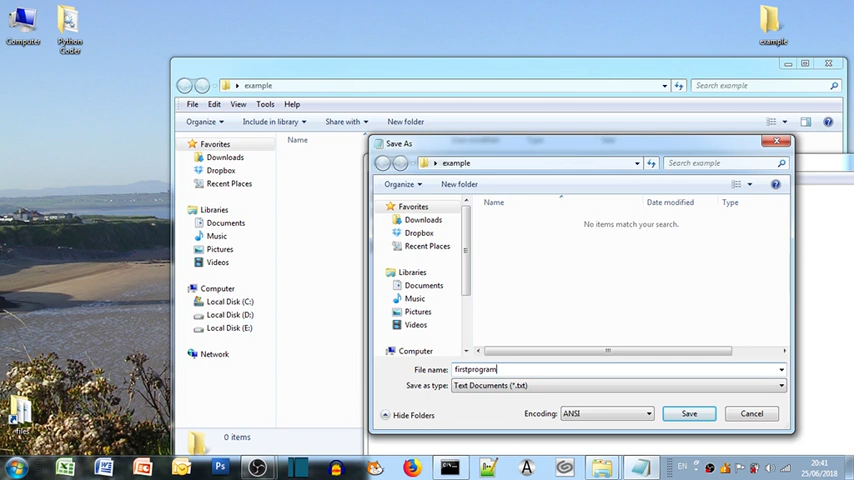 Computer
Python Coder
example
example
Search example
File Edit View Tools Help
Organize Include in library Share with New folder
Name
Favorites
Downloads
Dropbox
Recent Places
Libraries
Documents
Music
Pictures
Videos
Computer
Local Disk (C:)
Local Disk (D:)
Local Disk (E:)
Network
0 items
Save As
example
Search example
Organize New folder
Favorites
Downloads
Dropbox
Recent Places
Libraries
Documents
Music
Pictures
Videos
Computer
Name Date modified Type
No items match your search.
File name: firstprogram
Save as type: Text Documents (*.txt)
Hide Folders
Encoding: ANSI
Save
Cancel
files
Ps
EN
20:41
25/06/2018